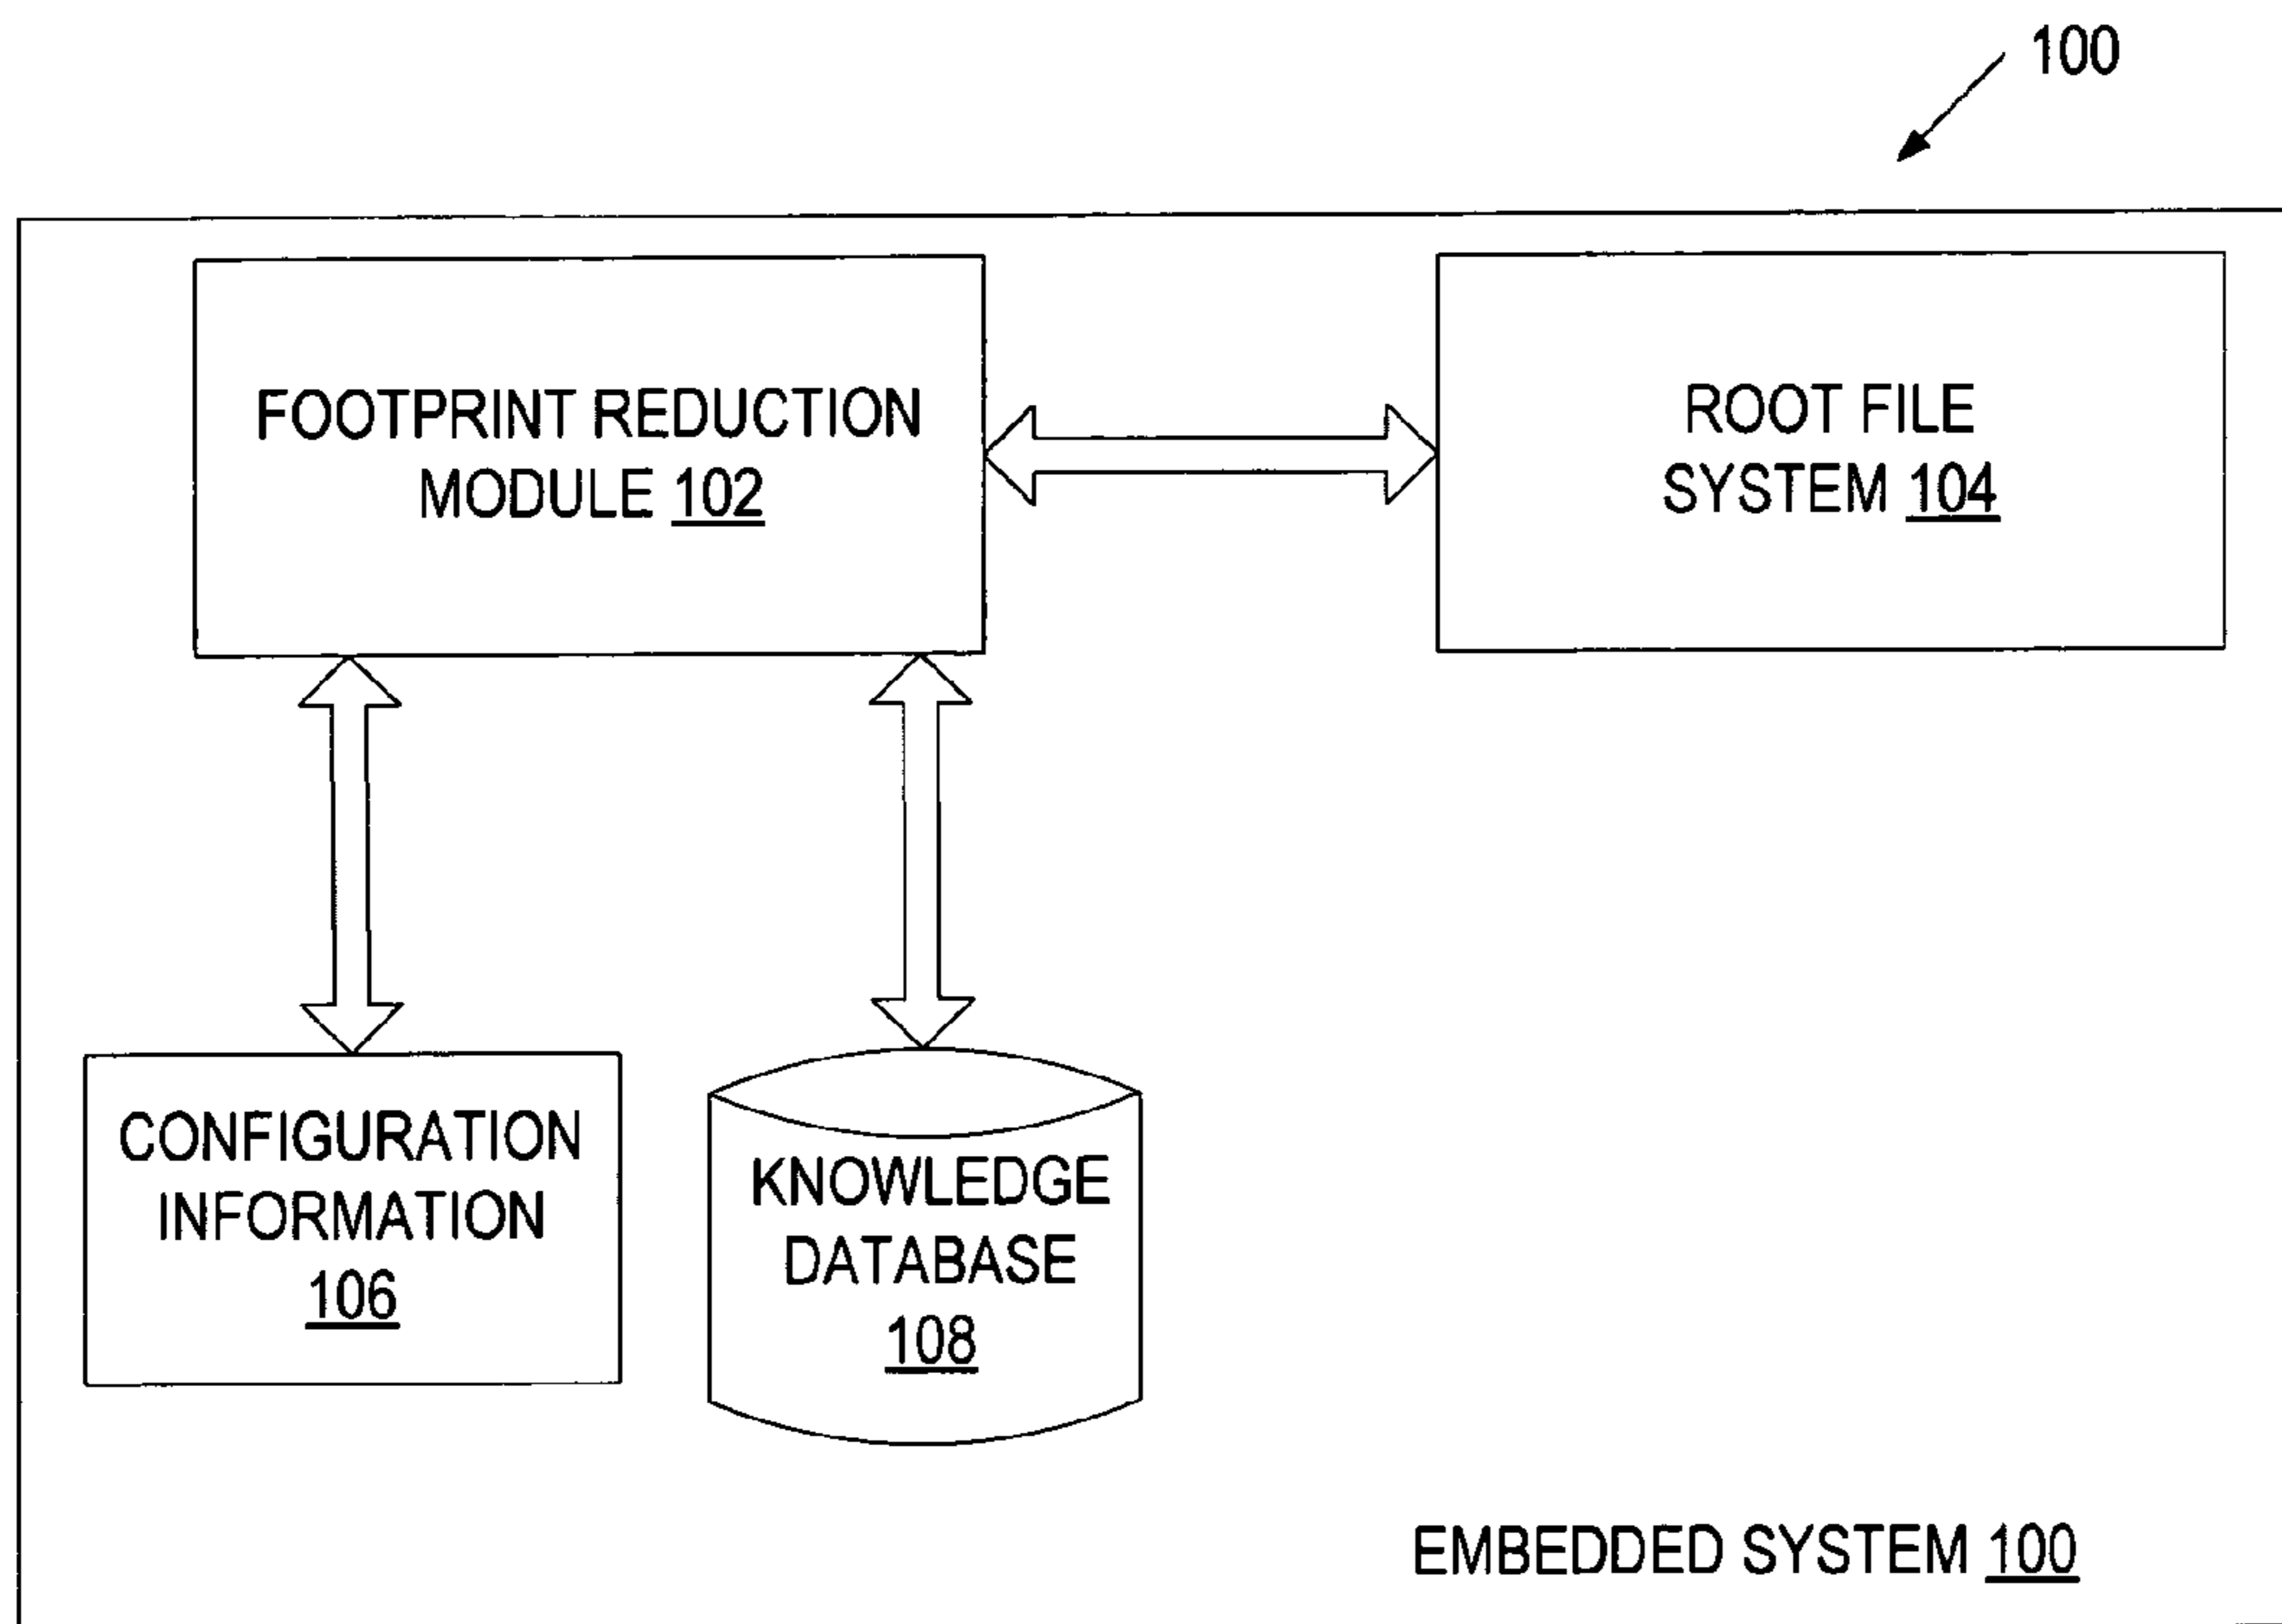 100
FOOTPRINT REDUCTION
MODULE 102
ROOT FILE
SYSTEM 104
CONFIGURATION
INFORMATION
106
KNOWLEDGE
DATABASE
108
EMBEDDED SYSTEM 100